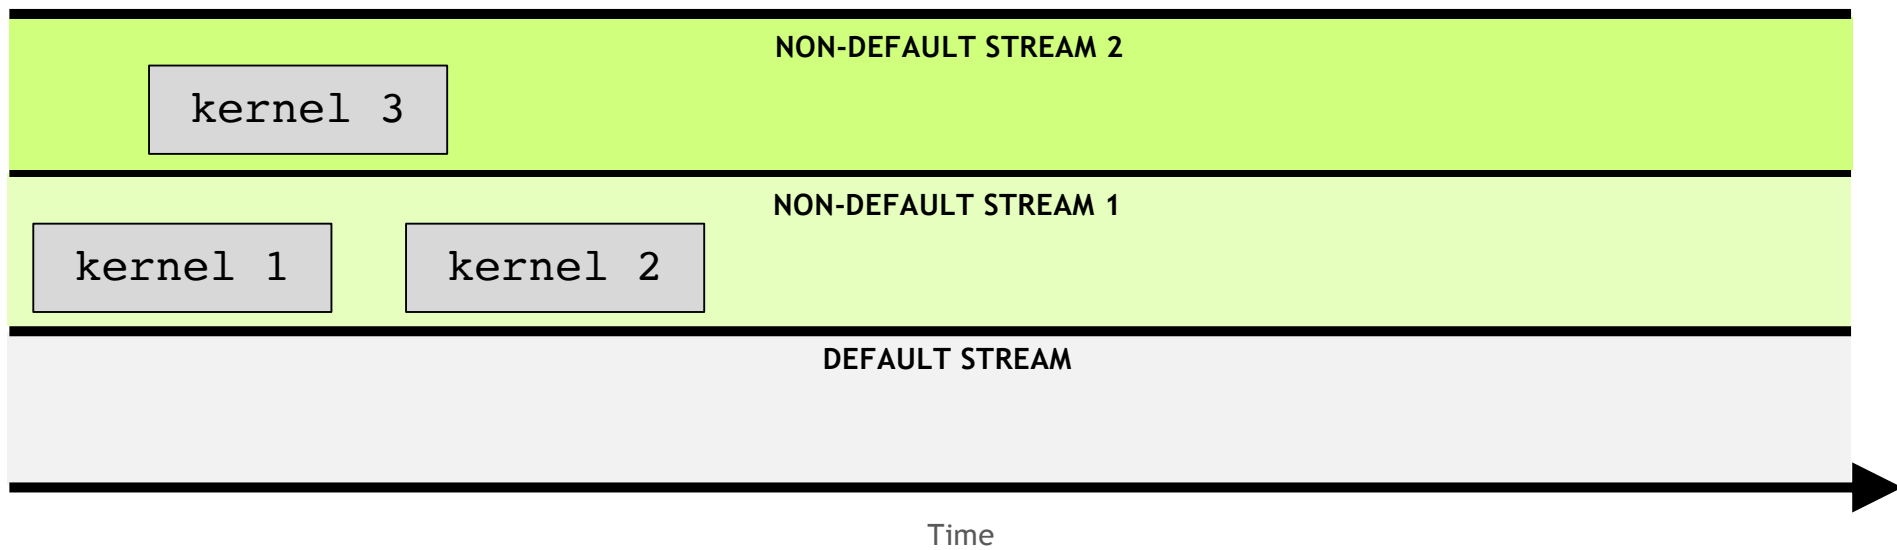 NON-DEFAULT STREAM 2
kernel 3
NON-DEFAULT STREAM 1
kernel 1
kernel 2
DEFAULT STREAM
Time